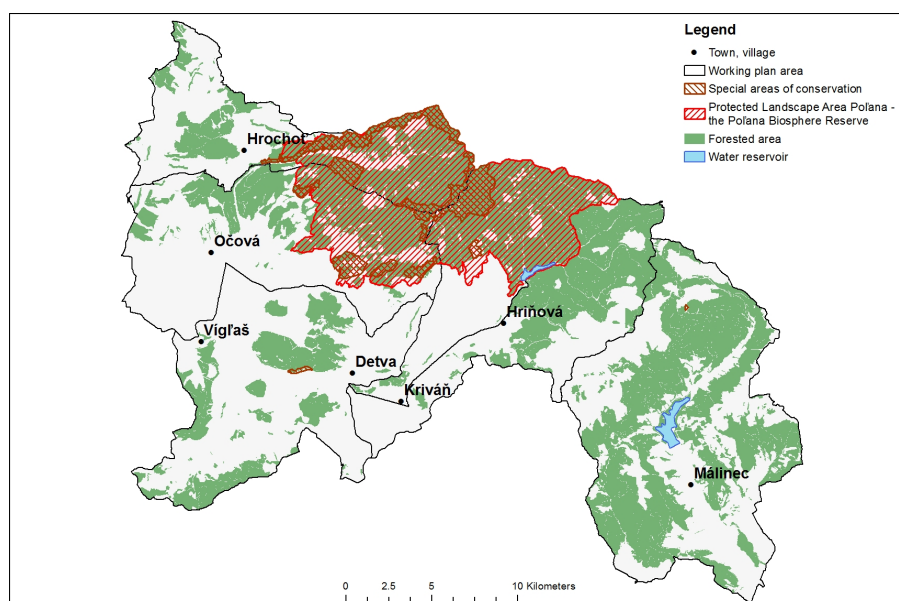 Legend
Town, village
Working plan area
Special areas of conservation
Protected Landscape Area Poľana -
the Poľana Biosphere Reserve
Forested area
Water reservoir
Hrochoť
Očová
Hriňová
Vígľaš
Detva
Kriváň
Málinec
0 2.5 5 10 Kilometers